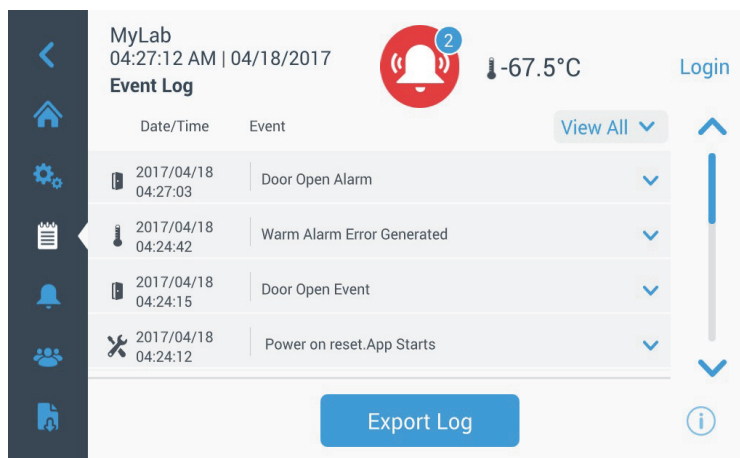 MyLab
04:27:12 AM | 04/18/2017
Event Log
2
-67.5°C
Login
Date/Time Event View All
2017/04/18
04:27:03
Door Open Alarm
2017/04/18
04:24:42
Warm Alarm Error Generated
2017/04/18
04:24:15
Door Open Event
2017/04/18
04:24:12
Power on reset.App Starts
Export Log
i